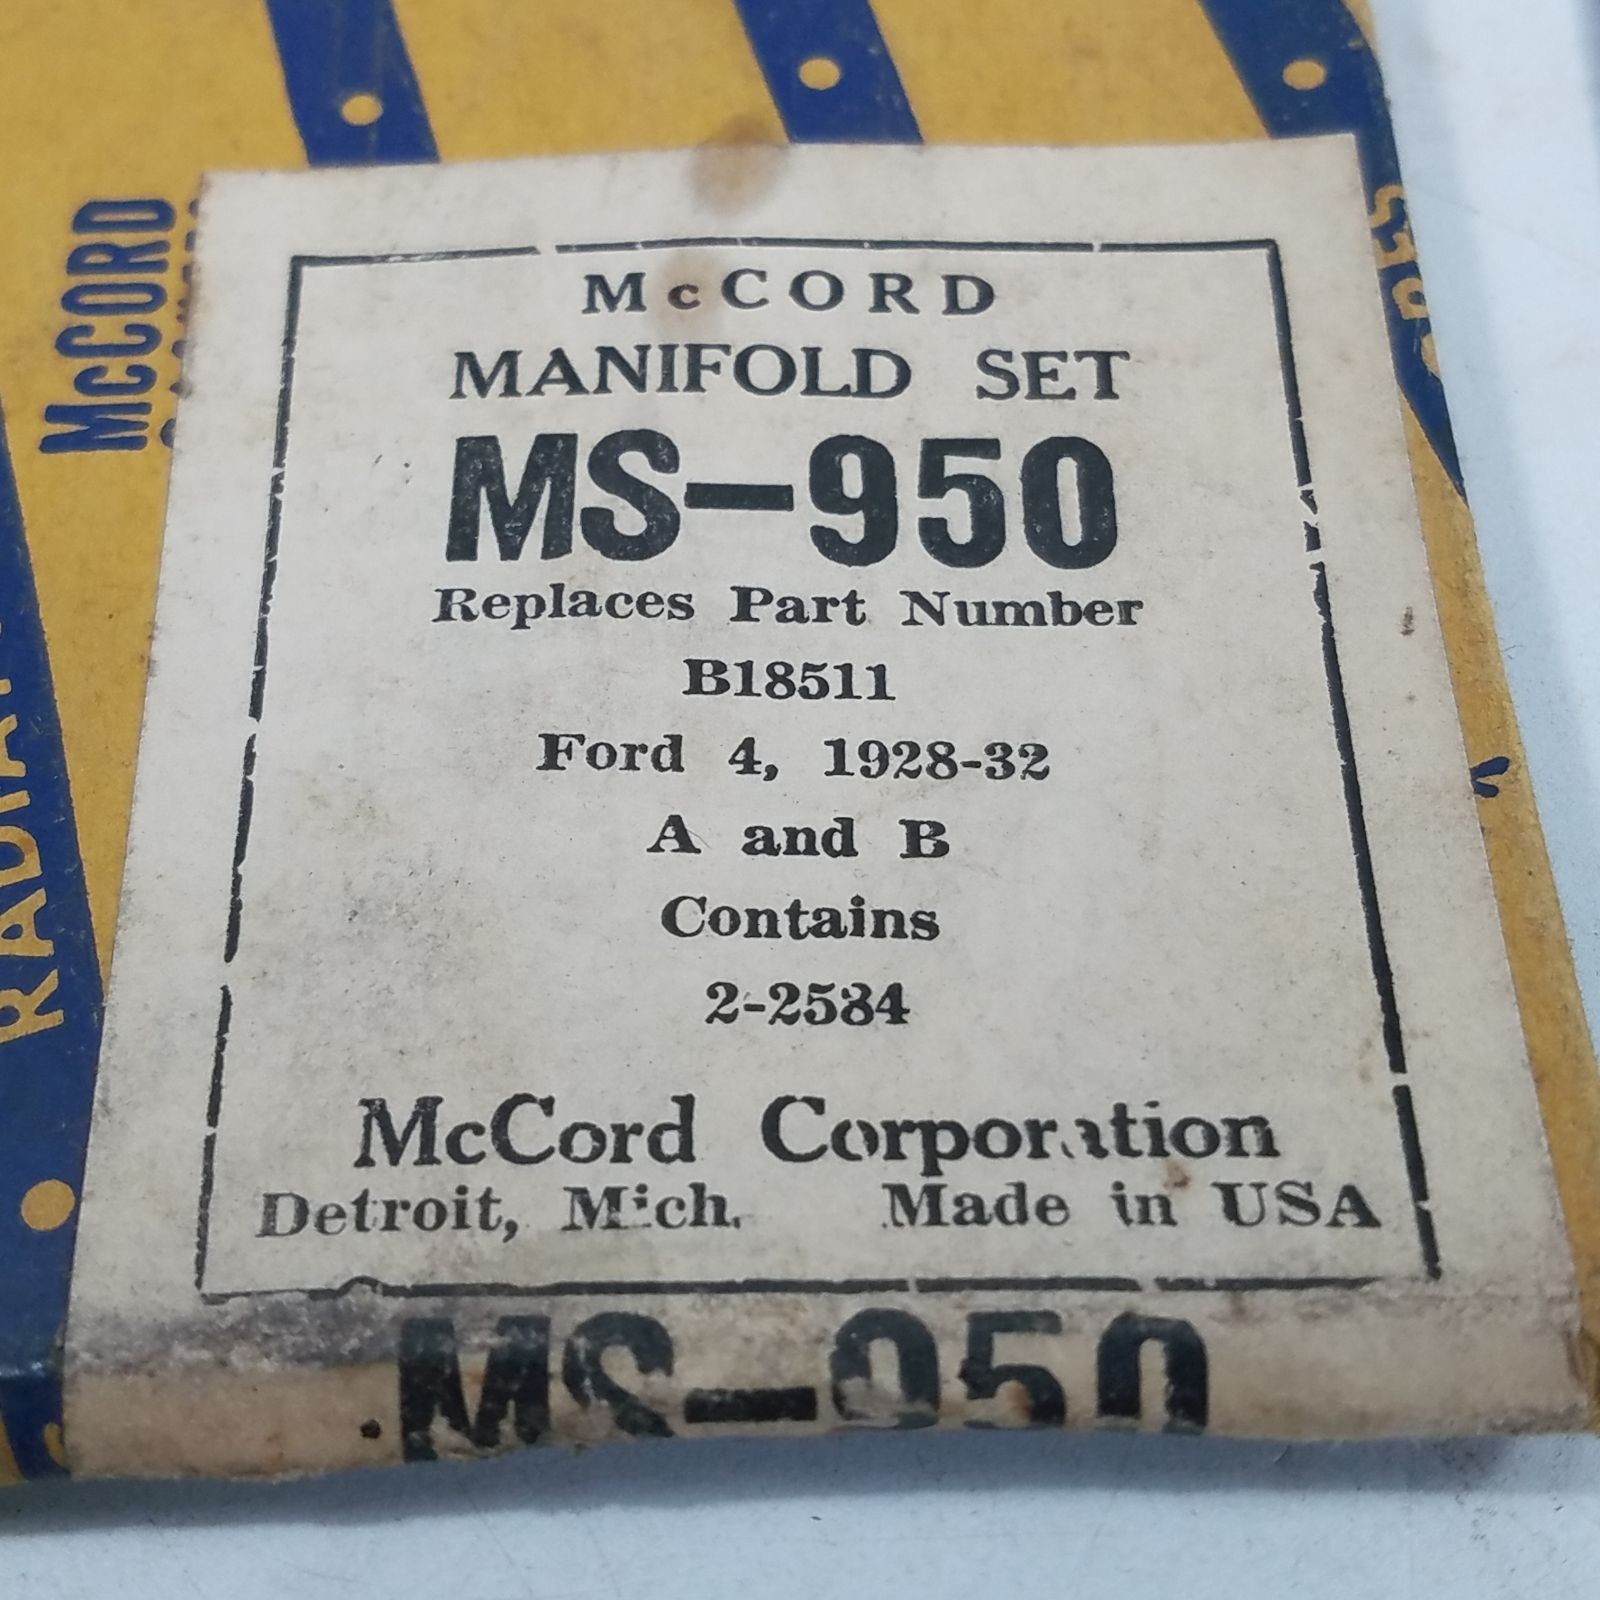 McCORD
McCORD
MANIFOLD SET
MS-950
Replaces Part Number
B18511
Ford 4, 1928-32
A and B
Contains
2-2584
McCord Corporation
Detroit, Mich. Made in USA
MS-950